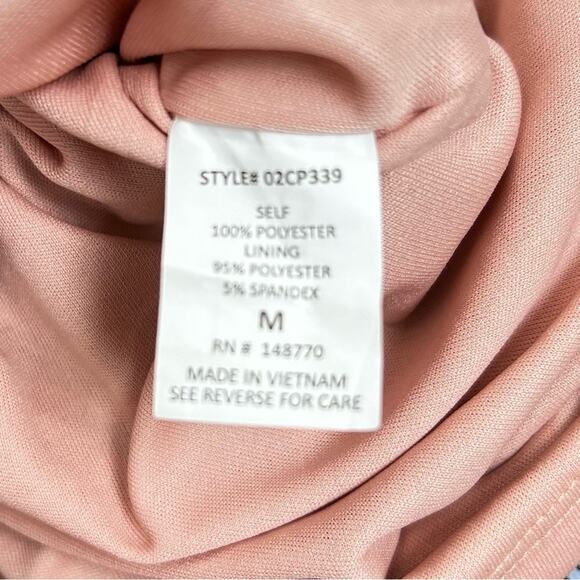 STYLE# 02CP339
SELF
100% POLYESTER
LINING
95% POLYESTER
5% SPANDEX
M
RN # 148770
MADE IN VIETNAM
SEE REVERSE FOR CARE